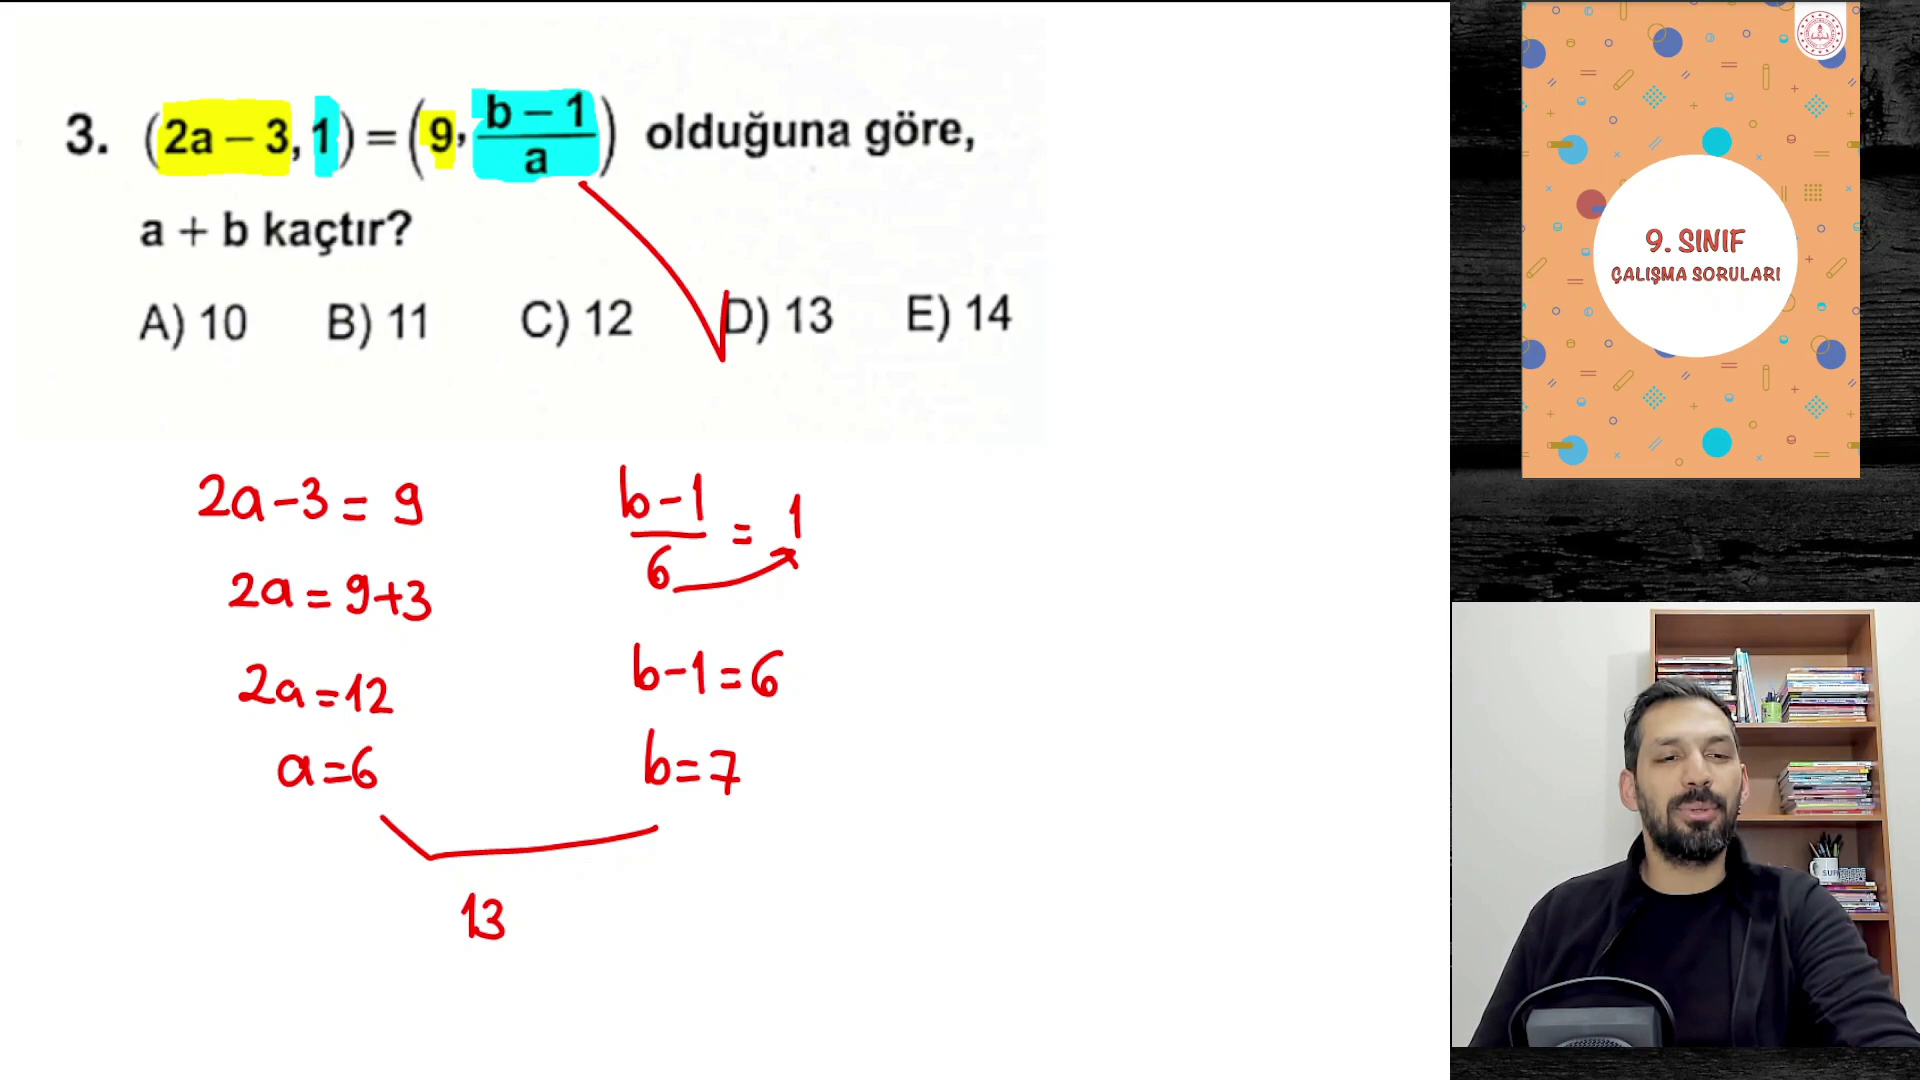 3. (2a – 3, 1) = (9, b – 1 / a) olduğuna göre,
a + b kaçtır?
A) 10 B) 11 C) 12 D) 13 E) 14
2a-3 = 9
2a = 9+3
2a = 12
a = 6
b-1 / 6 = 1
b-1 = 6
b = 7
13
9. SINIF
ÇALIŞMA SORULARI
SUP